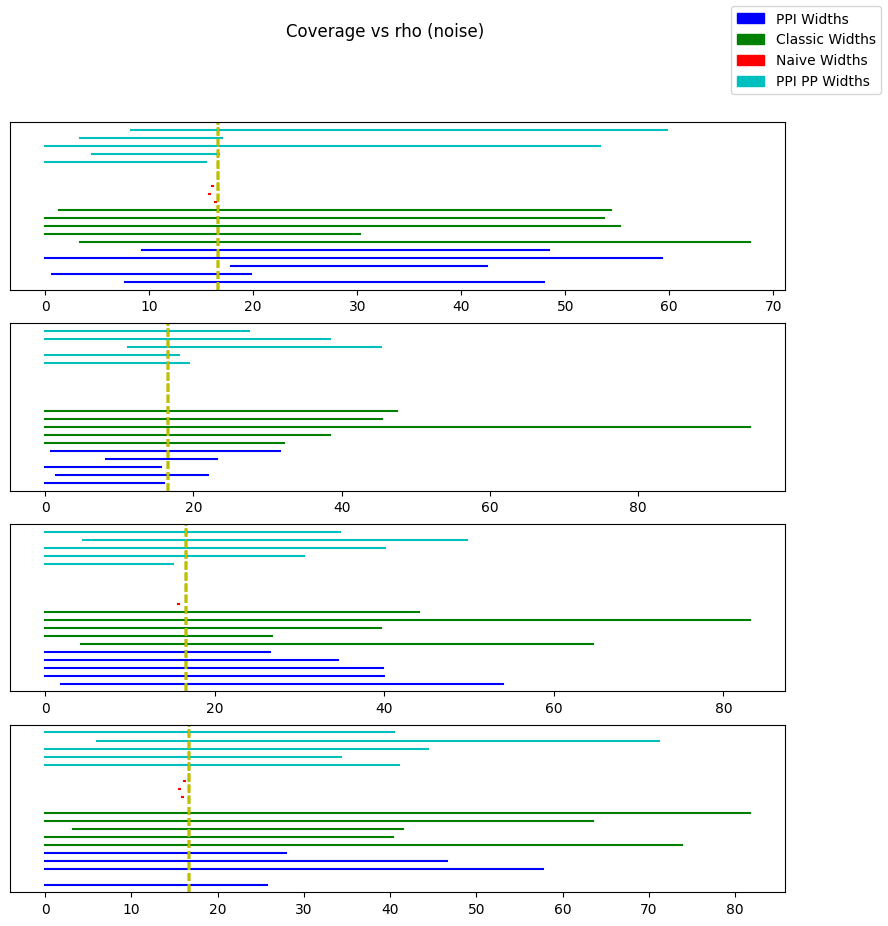 Coverage vs rho (noise)
PPI Widths
Classic Widths
Naive Widths
PPI PP Widths
0 10 20 30 40 50 60 70
0 20 40 60 80
0 20 40 60 80
0 10 20 30 40 50 60 70 80